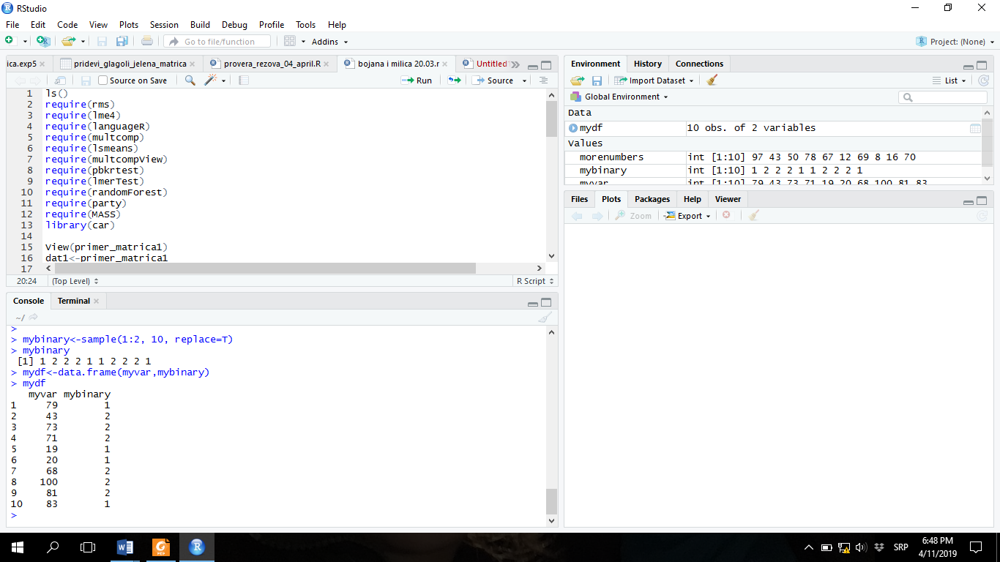 RStudio
File Edit Code View Plots Session Build Debug Profile Tools Help
Go to file/function Addins Project: (None)
ica.exp5 pridevi_glagoli_jelena_matrica provera_rezova_04_april.R bojana i milica 20.03.r Untitled
Source on Save Run Source
1 ls()
2 require(rms)
3 require(lme4)
4 require(languageR)
5 require(multcomp)
6 require(lsmeans)
7 require(multcompView)
8 require(pbkrtest)
9 require(lmerTest)
10 require(randomForest)
11 require(party)
12 require(MASS)
13 library(car)
14
15 View(primer_matrica1)
16 dat1<-primer_matrica1
17
20:24 (Top Level) R Script
Console Terminal
~/
>
> mybinary<-sample(1:2, 10, replace=T)
> mybinary
[1] 1 2 2 2 1 1 2 2 2 1
> mydf<-data.frame(myvar,mybinary)
> mydf
myvar mybinary
1 79 1
2 43 2
3 73 2
4 71 2
5 19 1
6 20 1
7 68 2
8 100 2
9 81 2
10 83 1
>
Environment History Connections
Import Dataset List
Global Environment
Data
mydf 10 obs. of 2 variables
Values
morenumbers int [1:10] 97 43 50 78 67 12 69 8 16 70
mybinary int [1:10] 1 2 2 2 1 1 2 2 2 1
myvar int [1:10] 79 43 73 71 19 20 68 100 81 83
Files Plots Packages Help Viewer
Zoom Export
SRP
6:48 PM
4/11/2019